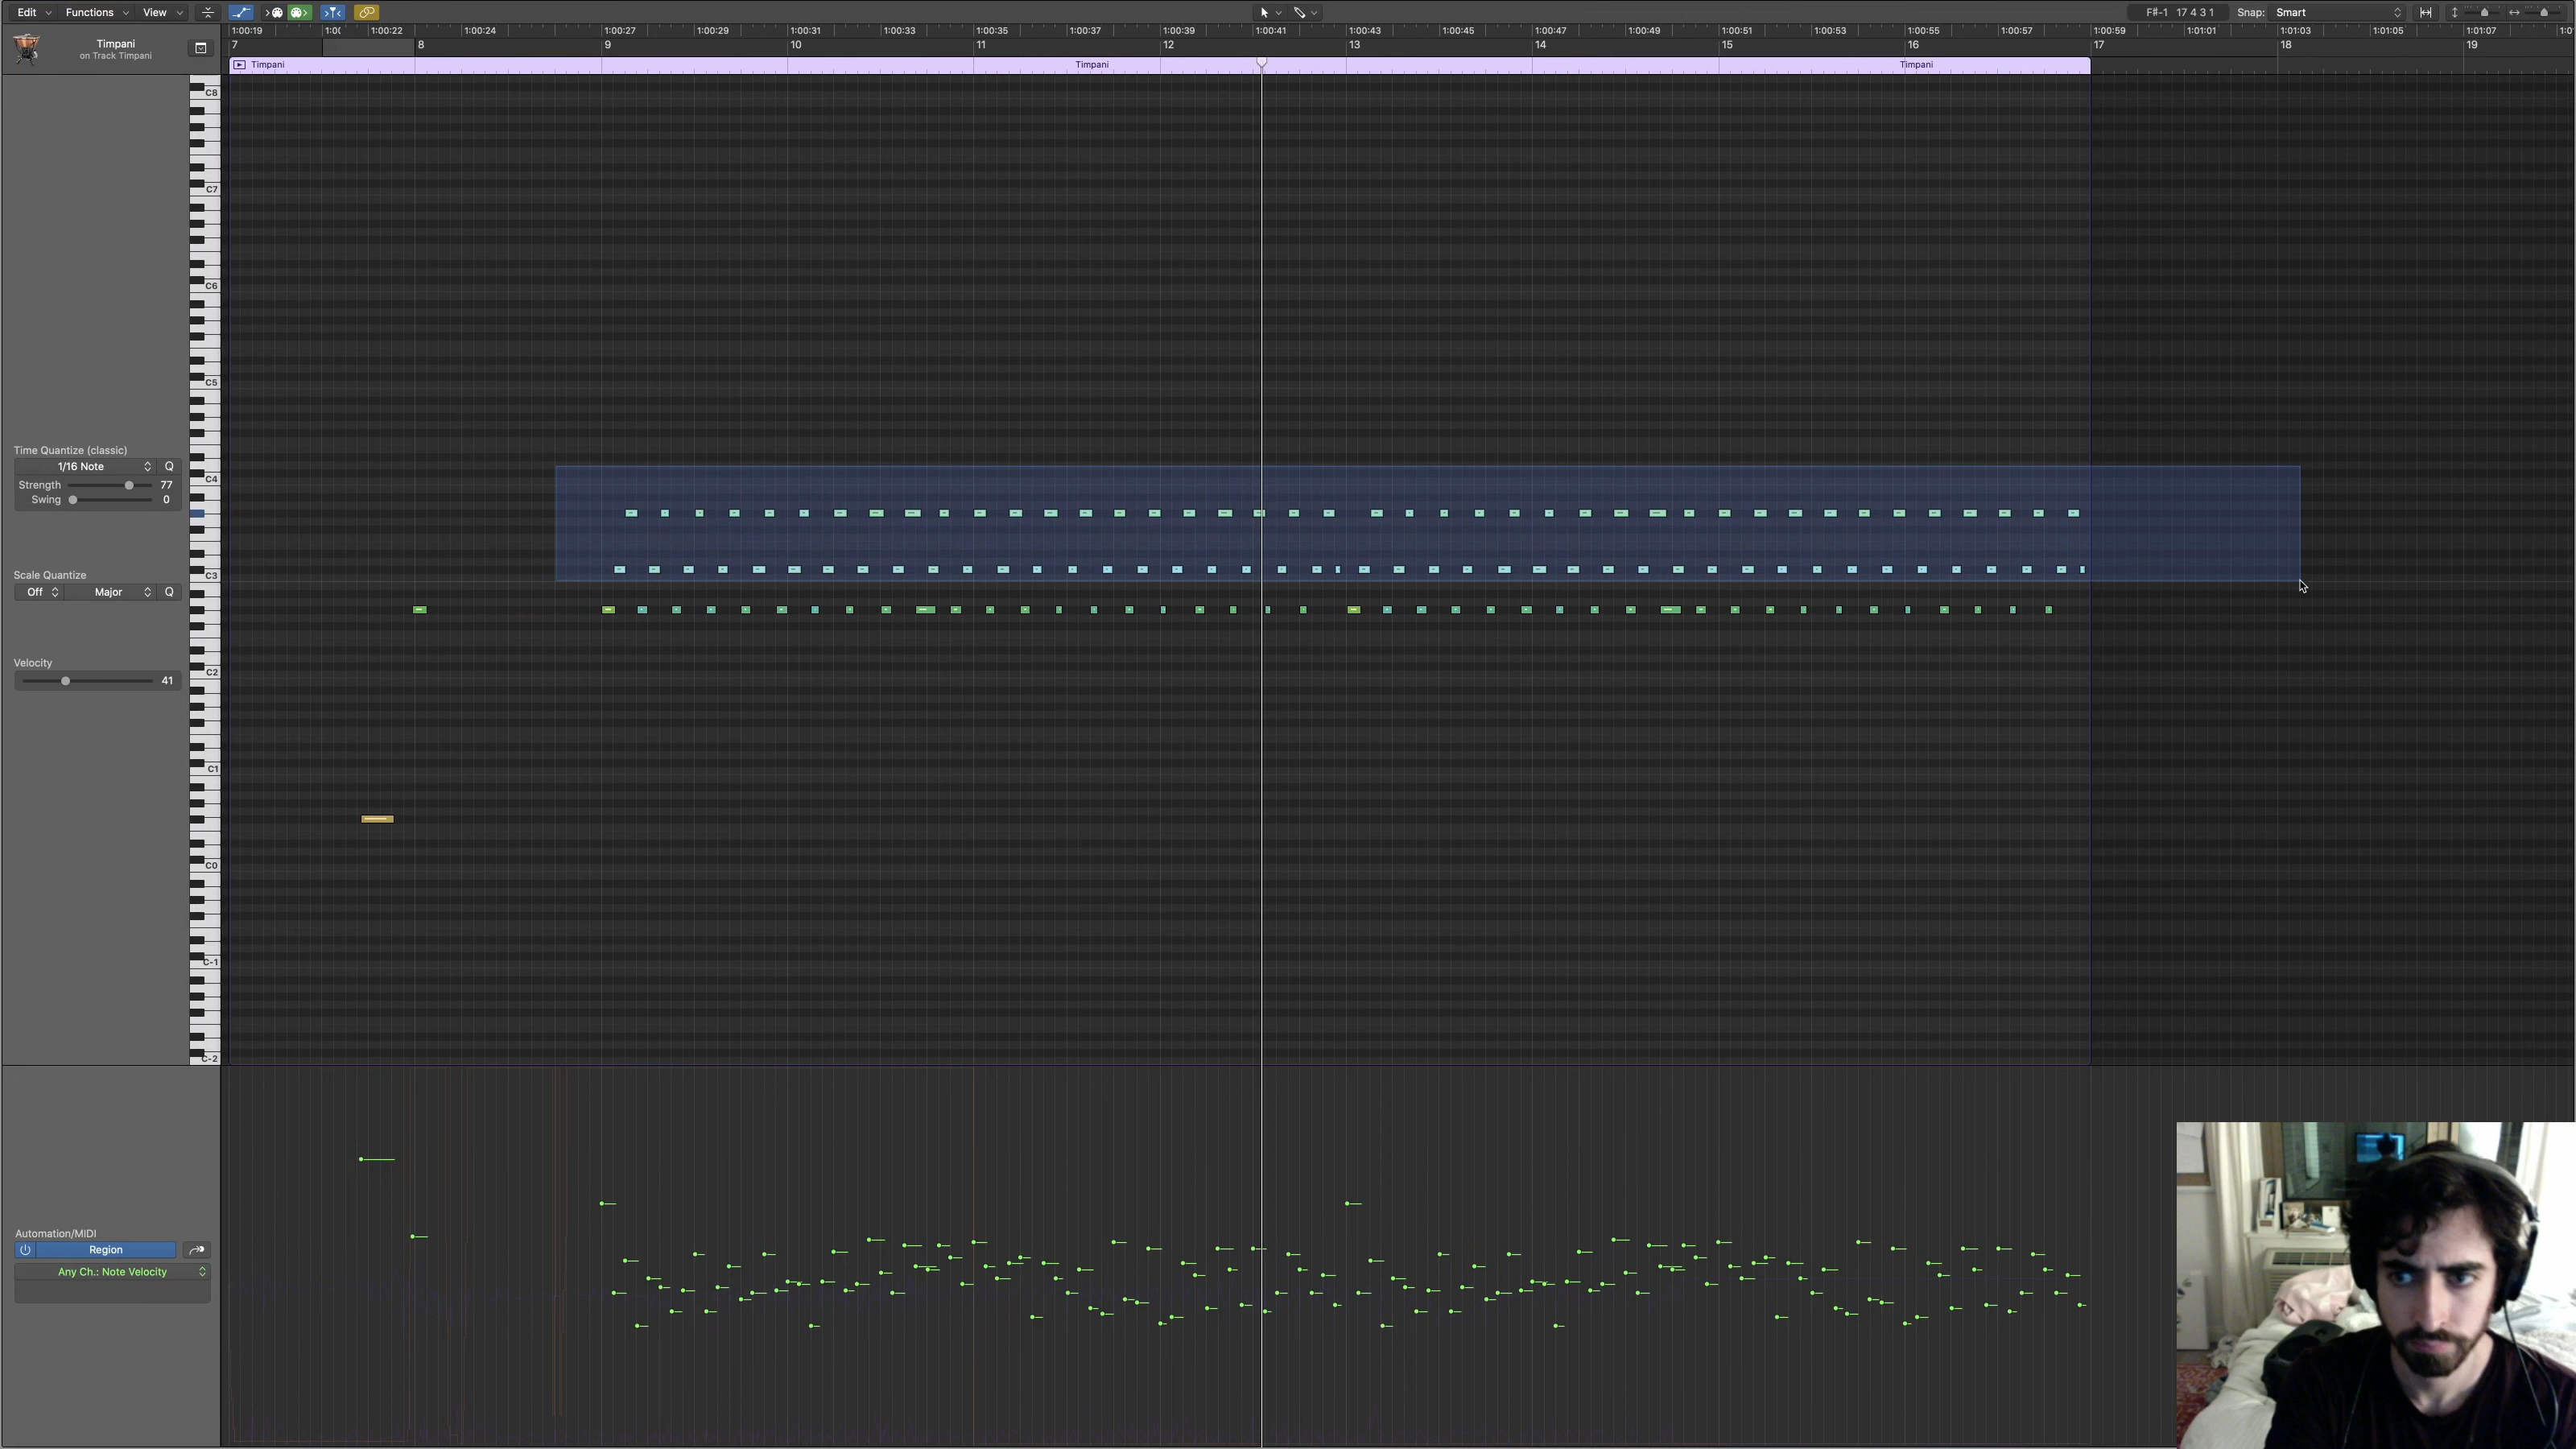 Edit Functions View F#-1 17 4 3 1 Snap: Smart
1:00:19 1:00 1:00:22 1:00:24 1:00:27 1:00:29 1:00:31 1:00:33 1:00:35 1:00:37 1:00:39 1:00:41 1:00:43 1:00:45 1:00:47 1:00:49 1:00:51 1:00:53 1:00:55 1:00:57 1:00:59 1:01:01 1:01:03 1:01:05 1:01:07 1:0
7 8 9 10 11 12 13 14 15 16 17 18 19
Timpani
on Track Timpani
Timpani Timpani Timpani
C8
C7
C6
C5
Time Quantize (classic)
1/16 Note Q
C4
Strength 77
Swing 0
Scale Quantize
C3
Off Major Q
Velocity
C2
41
C1
C0
C-1
C-2
Automation/MIDI
Region
Any Ch.: Note Velocity